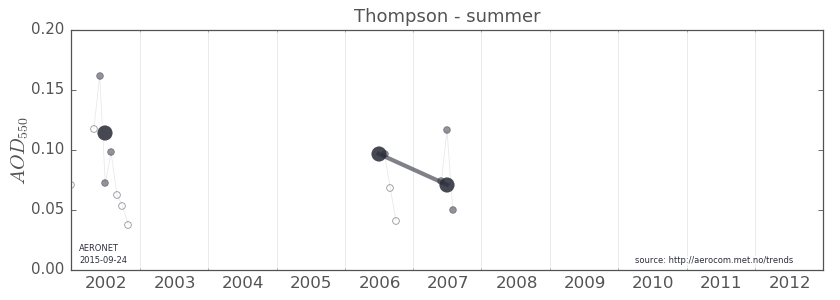 Thompson - summer
0.20
0.15
0.10
0.05
0.00
AOD550
AERONET
2015-09-24
source: http://aerocom.met.no/trends
2002 2003 2004 2005 2006 2007 2008 2009 2010 2011 2012